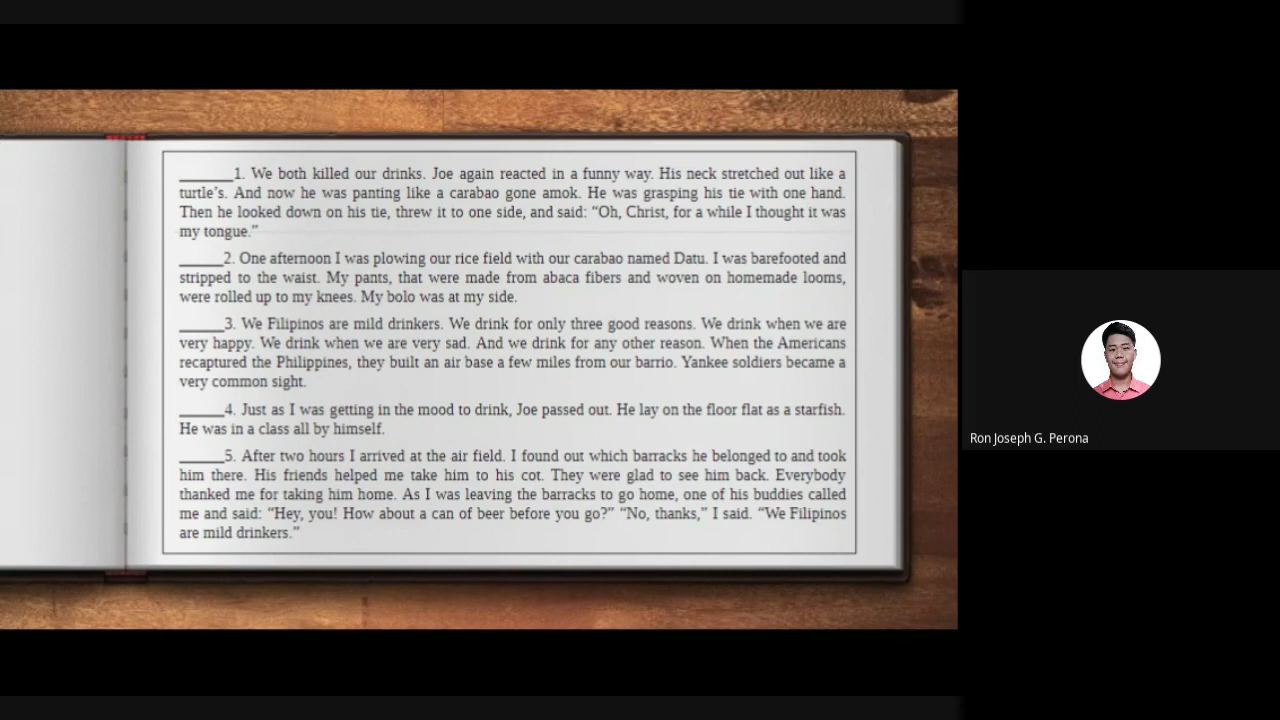 ______1. We both killed our drinks. Joe again reacted in a funny way. His neck stretched out like a
turtle’s. And now he was panting like a carabao gone amok. He was grasping his tie with one hand.
Then he looked down on his tie, threw it to one side, and said: “Oh, Christ, for a while I thought it was
my tongue.”
_____2. One afternoon I was plowing our rice field with our carabao named Datu. I was barefooted and
stripped to the waist. My pants, that were made from abaca fibers and woven on homemade looms,
were rolled up to my knees. My bolo was at my side.
_____3. We Filipinos are mild drinkers. We drink for only three good reasons. We drink when we are
very happy. We drink when we are very sad. And we drink for any other reason. When the Americans
recaptured the Philippines, they built an air base a few miles from our barrio. Yankee soldiers became a
very common sight.
_____4. Just as I was getting in the mood to drink, Joe passed out. He lay on the floor flat as a starfish.
He was in a class all by himself.
_____5. After two hours I arrived at the air field. I found out which barracks he belonged to and took
him there. His friends helped me take him to his cot. They were glad to see him back. Everybody
thanked me for taking him home. As I was leaving the barracks to go home, one of his buddies called
me and said: “Hey, you! How about a can of beer before you go?” “No, thanks,” I said. “We Filipinos
are mild drinkers.”
Ron Joseph G. Perona